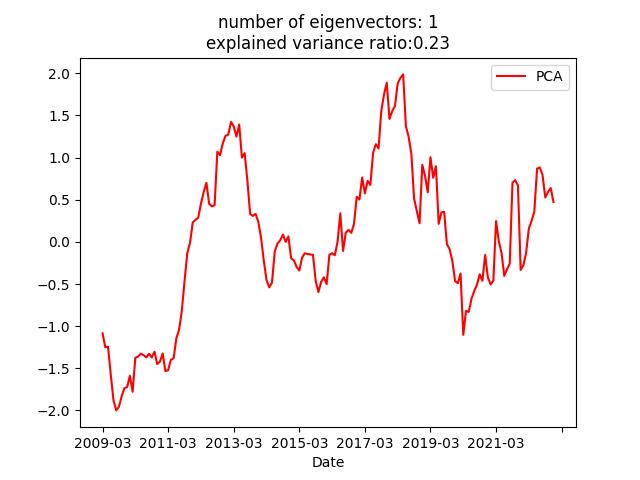 number of eigenvectors: 1
explained variance ratio:0.23
PCA
2.0
1.5
1.0
0.5
0.0
−0.5
−1.0
−1.5
−2.0
2009-03 2011-03 2013-03 2015-03 2017-03 2019-03 2021-03
Date